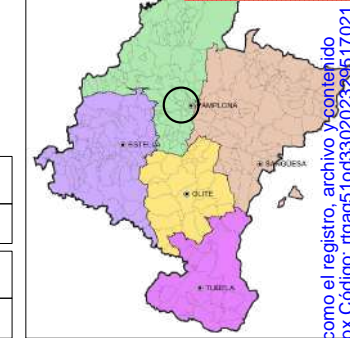 PAMPLONA
ESTELLA
SANGÜESA
OLITE
TUDELA
como el registro, archivo y contenido